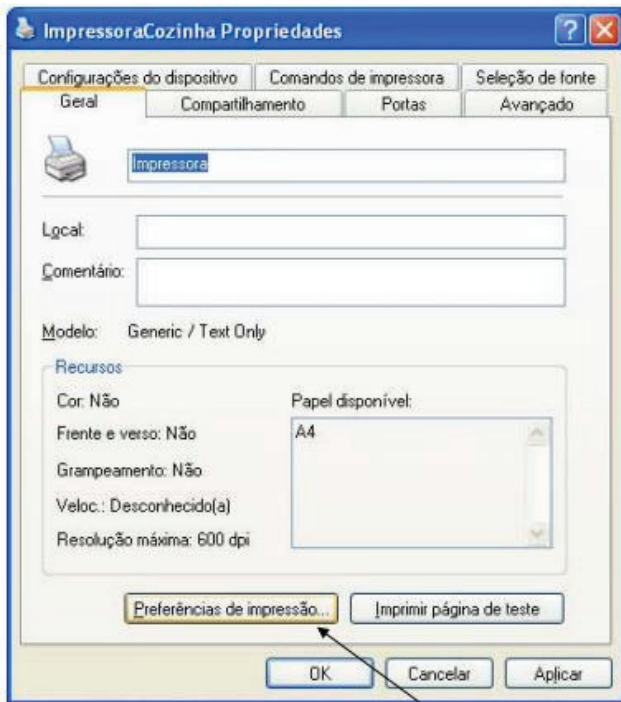 ImpressoraCozinha Propriedades
Configurações do dispositivo Comandos de impressora Seleção de fonte
Geral Compartilhamento Portas Avançado
Impressora
Local:
Comentário:
Modelo: Generic / Text Only
Recursos
Cor: Não Papel disponível:
Frente e verso: Não A4
Grampeamento: Não
Veloc.: Desconhecido(a)
Resolução máxima: 600 dpi
Preferências de impressão... Imprimir página de teste
OK Cancelar Aplicar